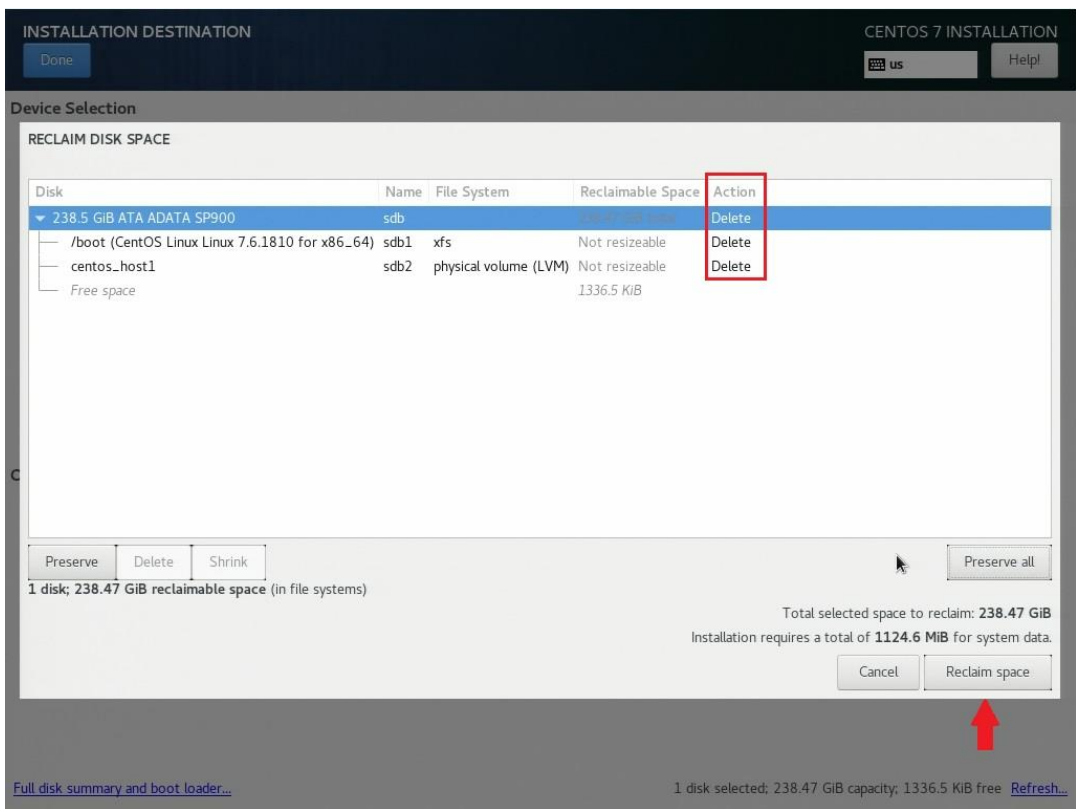 INSTALLATION DESTINATION
CENTOS 7 INSTALLATION
Done
us
Help!
Device Selection
RECLAIM DISK SPACE
Disk Name File System Reclaimable Space Action
238.5 GiB ATA ADATA SP900 sdb 238.47 GiB total Delete
/boot (CentOS Linux Linux 7.6.1810 for x86_64) sdb1 xfs Not resizeable Delete
centos_host1 sdb2 physical volume (LVM) Not resizeable Delete
Free space 1336.5 KiB
Preserve Delete Shrink Preserve all
1 disk; 238.47 GiB reclaimable space (in file systems)
Total selected space to reclaim: 238.47 GiB
Installation requires a total of 1124.6 MiB for system data.
Cancel Reclaim space
Full disk summary and boot loader... 1 disk selected; 238.47 GiB capacity; 1336.5 KiB free Refresh...